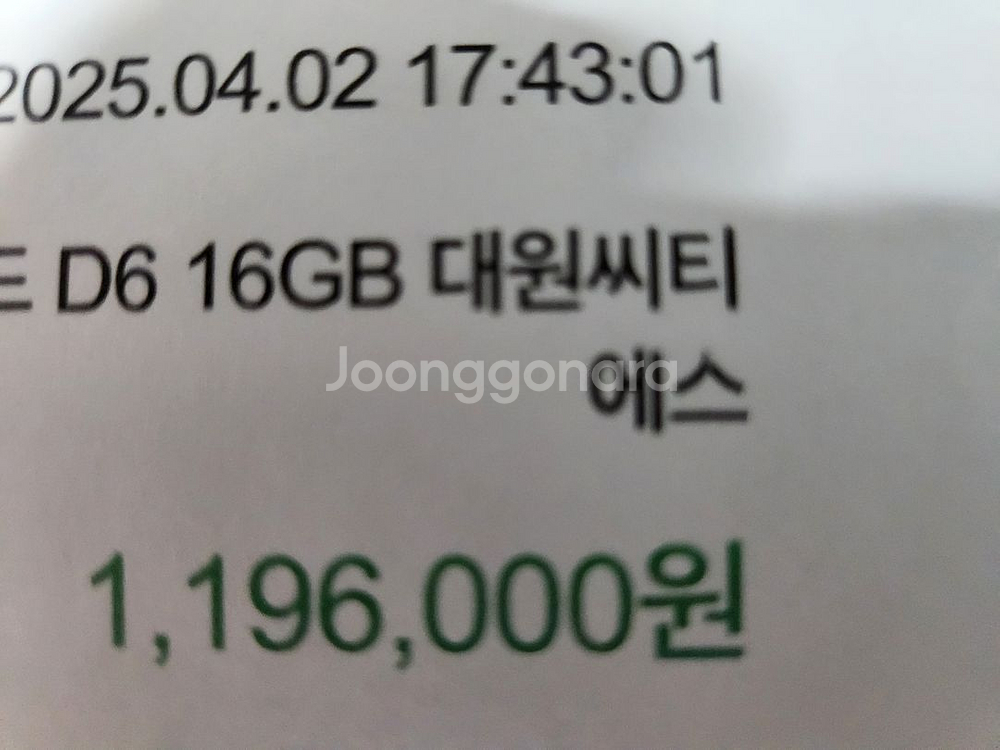 2025.04.02 17:43:01
드 D6 16GB 대원씨티
에스
Joonggonara
1,196,000원